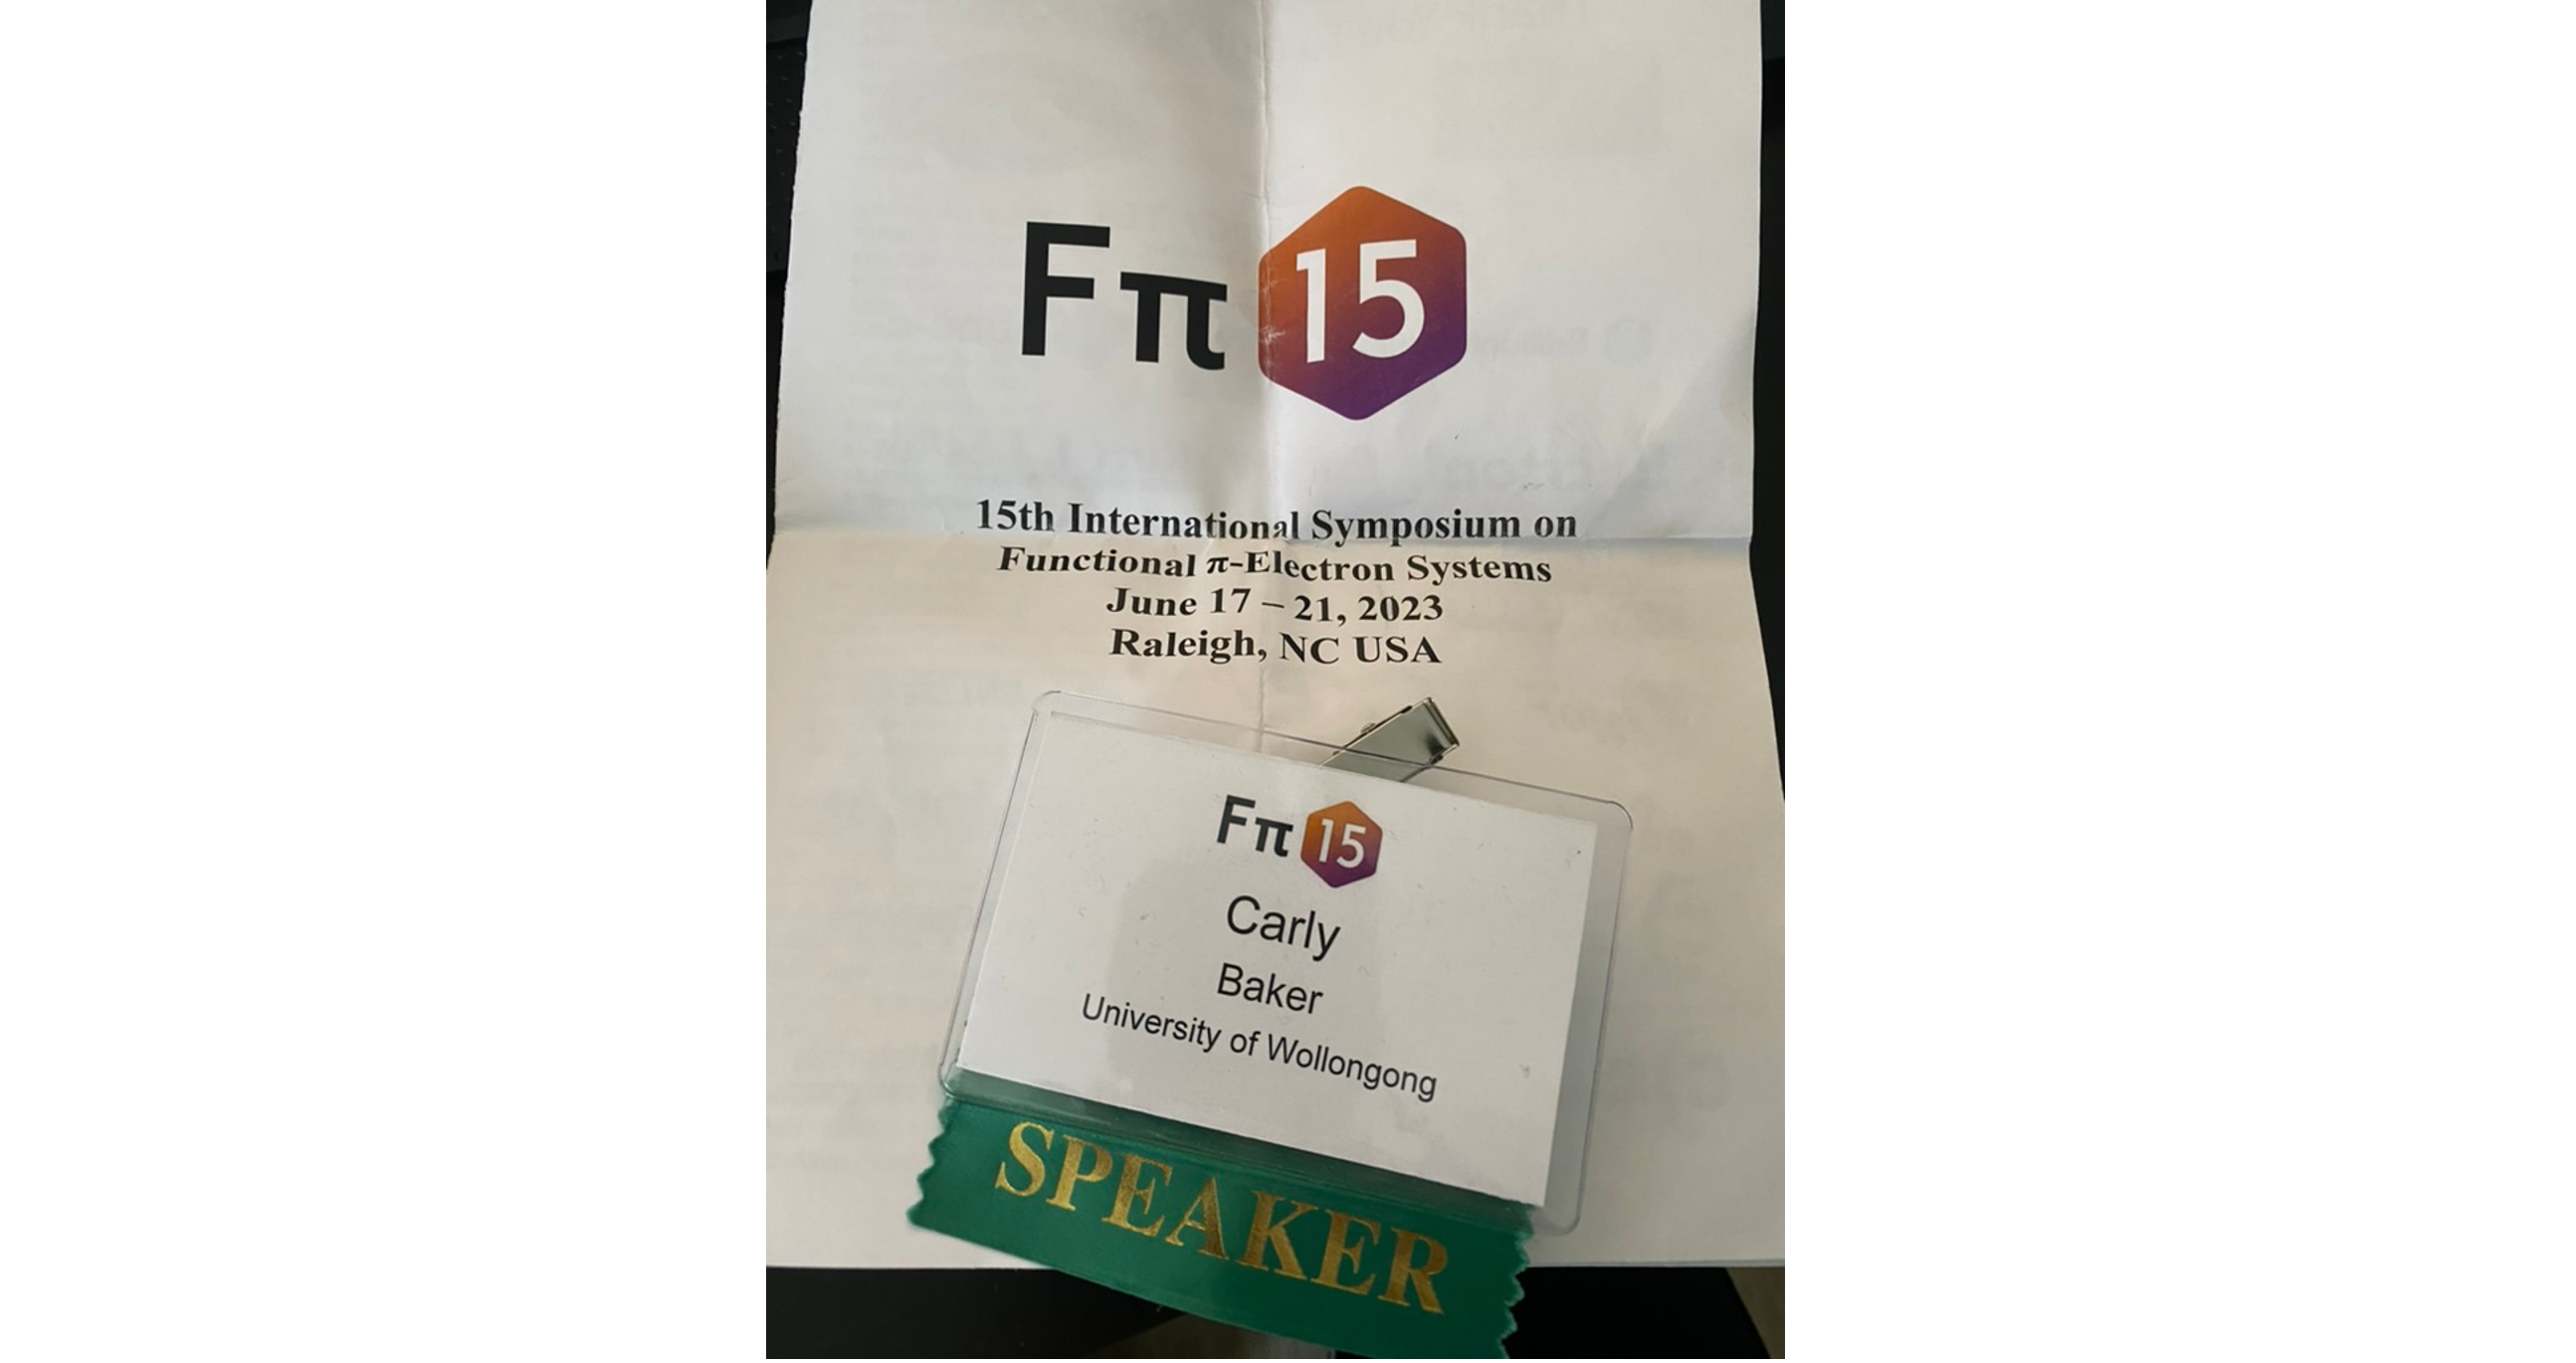 Fπ 15
15th International Symposium on
Functional π-Electron Systems
June 17 – 21, 2023
Raleigh, NC USA
Fπ 15
Carly
Baker
University of Wollongong
SPEAKER